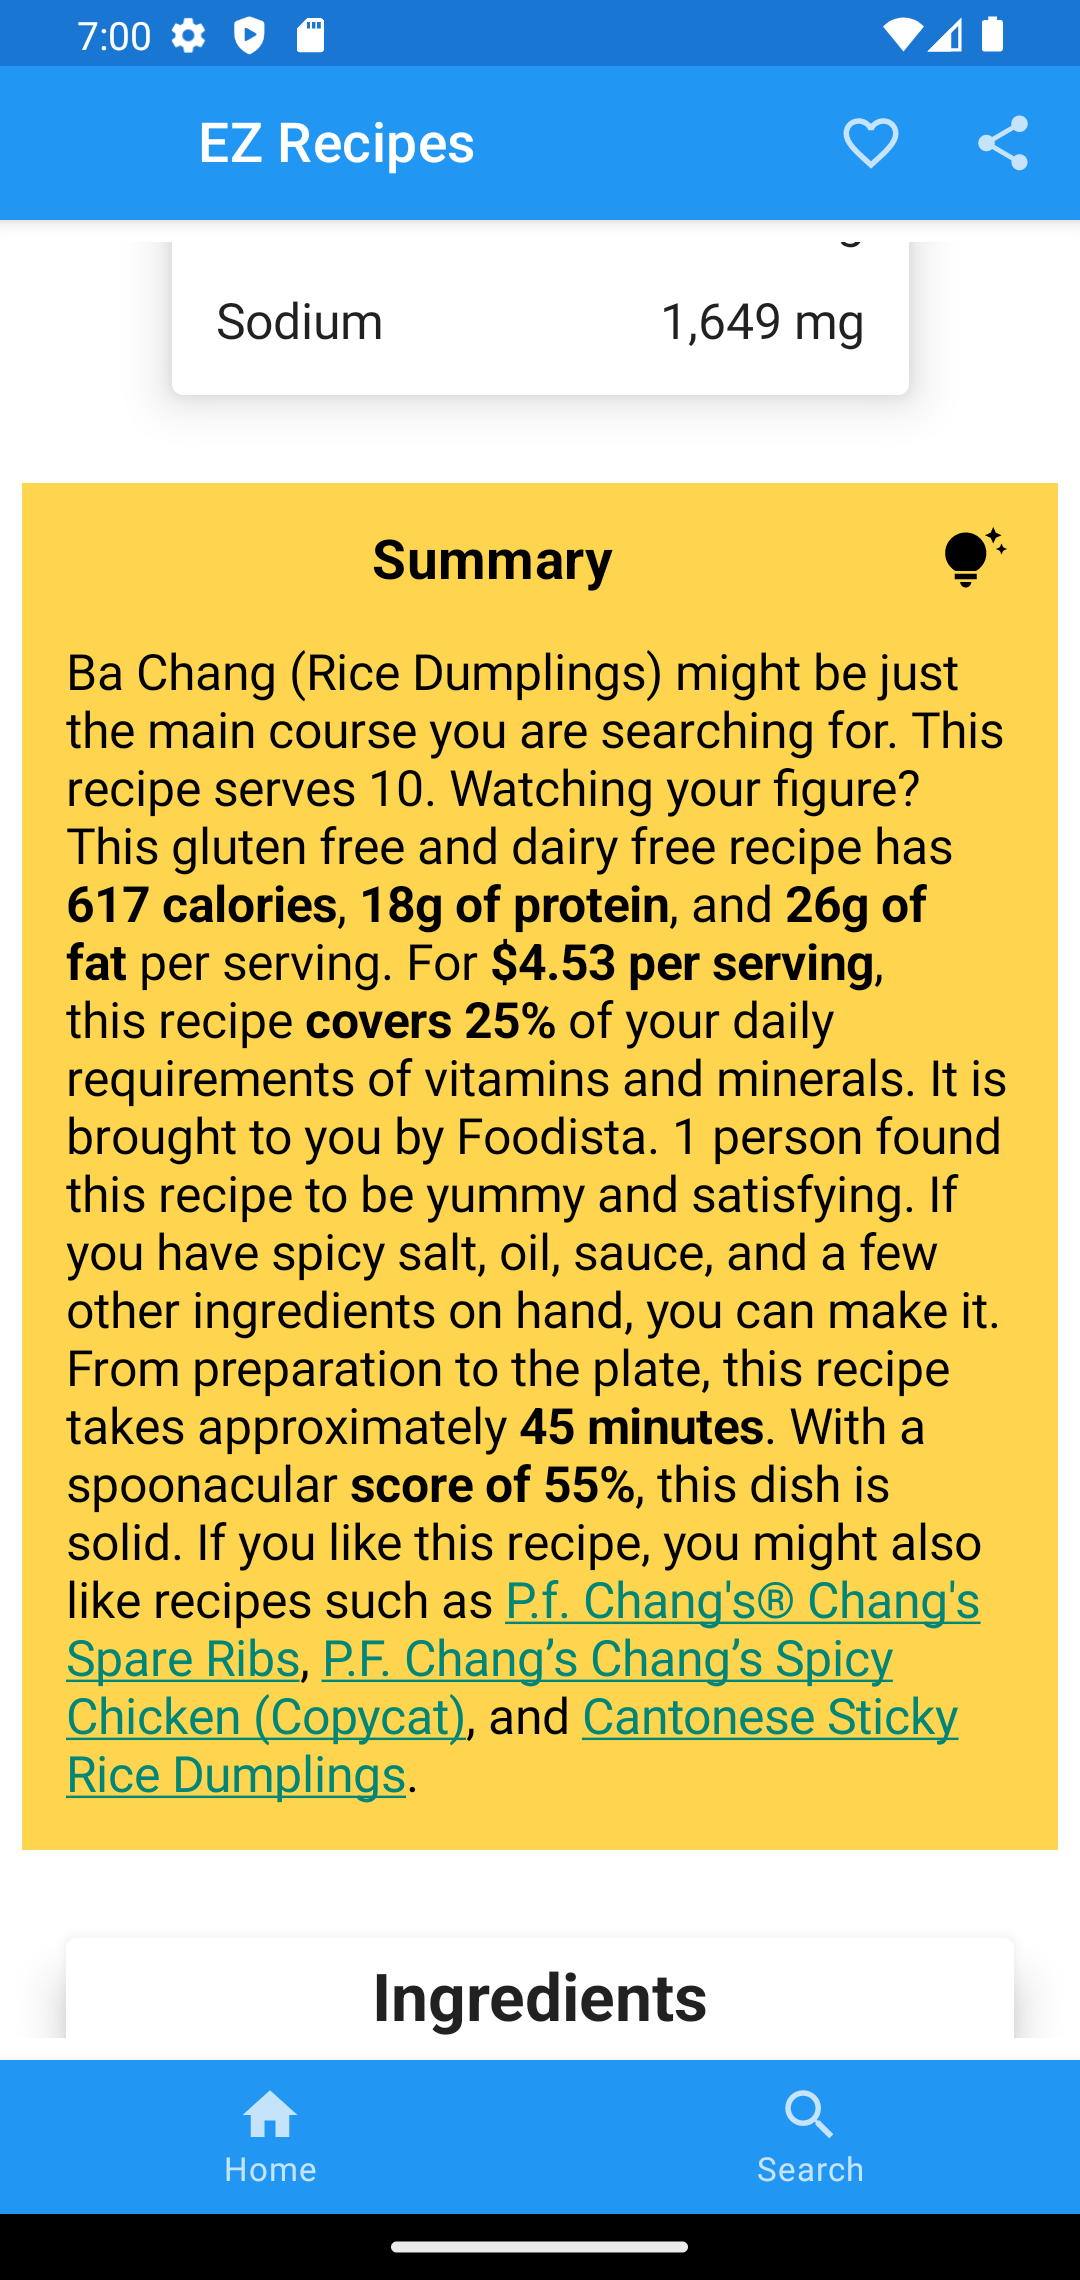 7:00
EZ Recipes
Sodium 1,649 mg
Summary
Ba Chang (Rice Dumplings) might be just
the main course you are searching for. This
recipe serves 10. Watching your figure?
This gluten free and dairy free recipe has
617 calories, 18g of protein, and 26g of
fat per serving. For $4.53 per serving,
this recipe covers 25% of your daily
requirements of vitamins and minerals. It is
brought to you by Foodista. 1 person found
this recipe to be yummy and satisfying. If
you have spicy salt, oil, sauce, and a few
other ingredients on hand, you can make it.
From preparation to the plate, this recipe
takes approximately 45 minutes. With a
spoonacular score of 55%, this dish is
solid. If you like this recipe, you might also
like recipes such as P.f. Chang's® Chang's
Spare Ribs, P.F. Chang’s Chang’s Spicy
Chicken (Copycat), and Cantonese Sticky
Rice Dumplings.
Ingredients
Home
Search